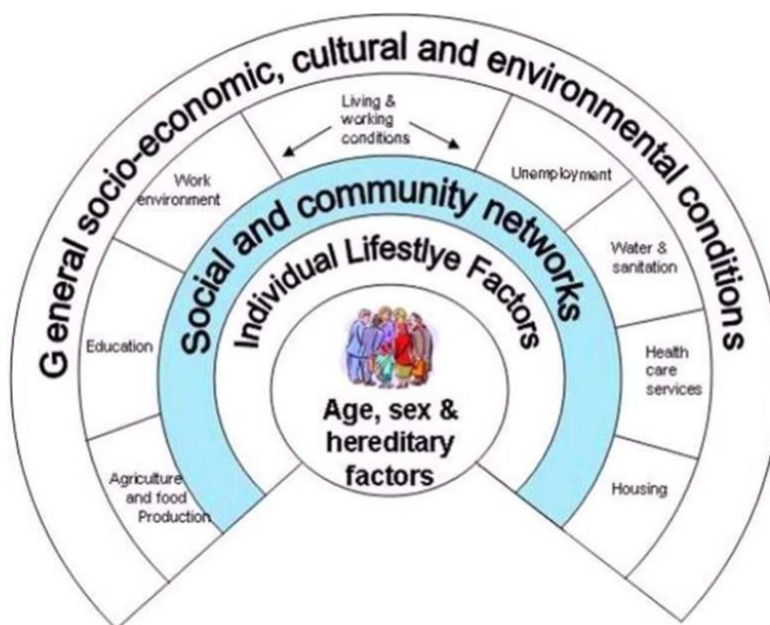 General socio-economic, cultural and environmental conditions
Living &
working
conditions
Work
environment
Unemployment
Water &
sanitation
Education
Health
care
services
Agriculture
and food
Production
Housing
Social and community networks
Individual Lifestlye Factors
Age, sex &
hereditary
factors